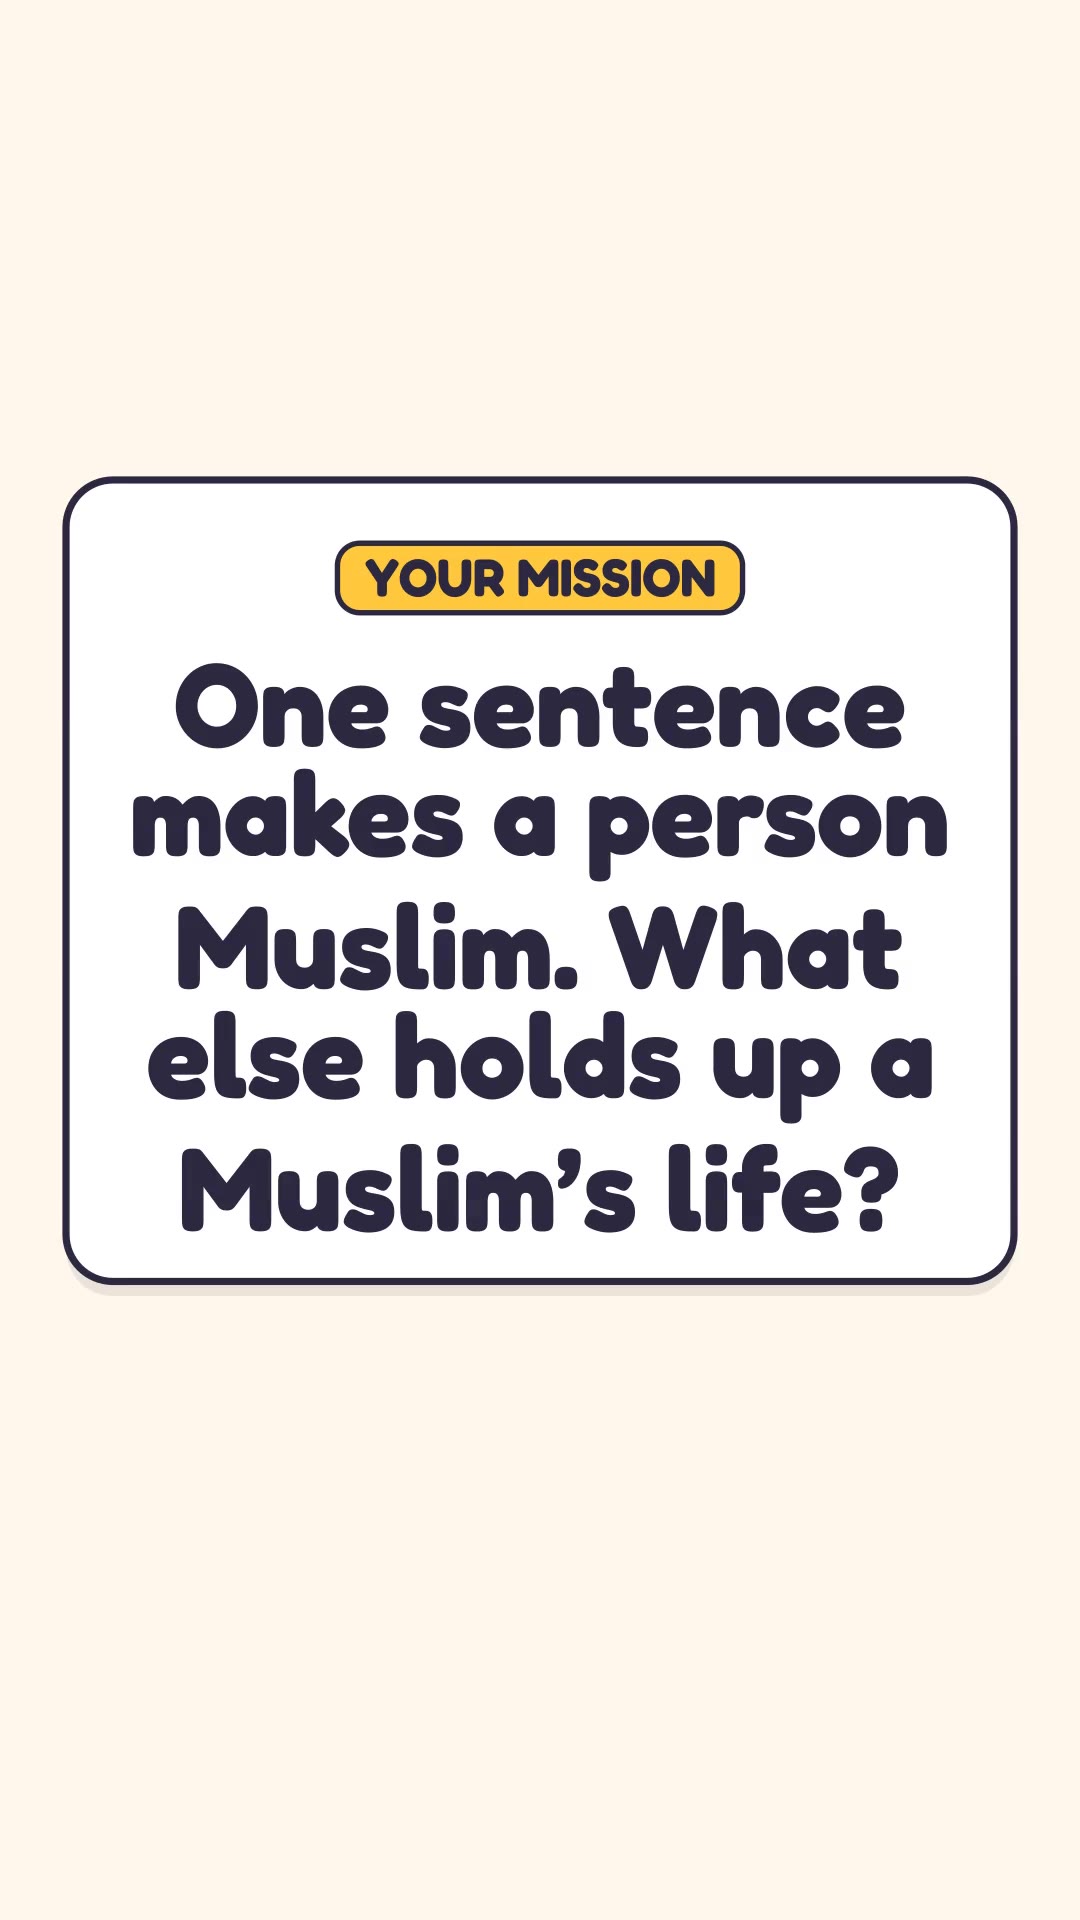 YOUR MISSION
One sentence
makes a person
Muslim. What
else holds up a
Muslim’s life?